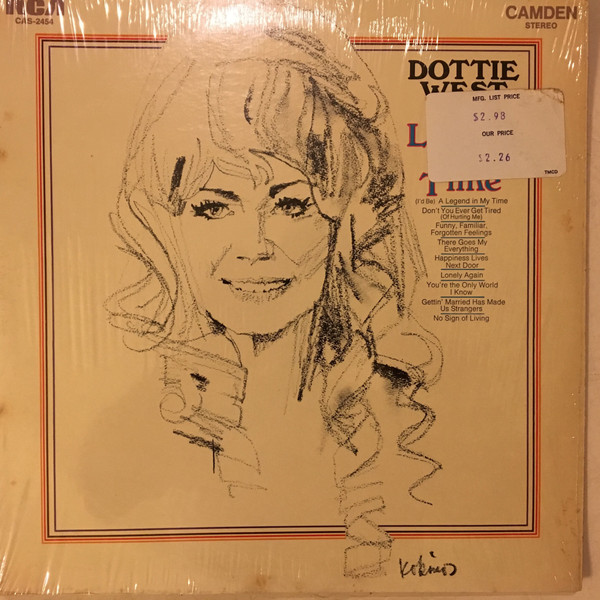 RCA
CAS-2454
CAMDEN
STEREO
DOTTIE
WEST
MFG. LIST PRICE
$2.98
OUR PRICE
$2.26
TMCO
Time
(I'd Be) A Legend in My Time
Don't You Ever Get Tired
(Of Hurting Me)
Funny, Familiar,
Forgotten Feelings
There Goes My
Everything
Happiness Lives
Next Door
Lonely Again
You're the Only World
I Know
Gettin' Married Has Made
Us Strangers
No Sign of Living